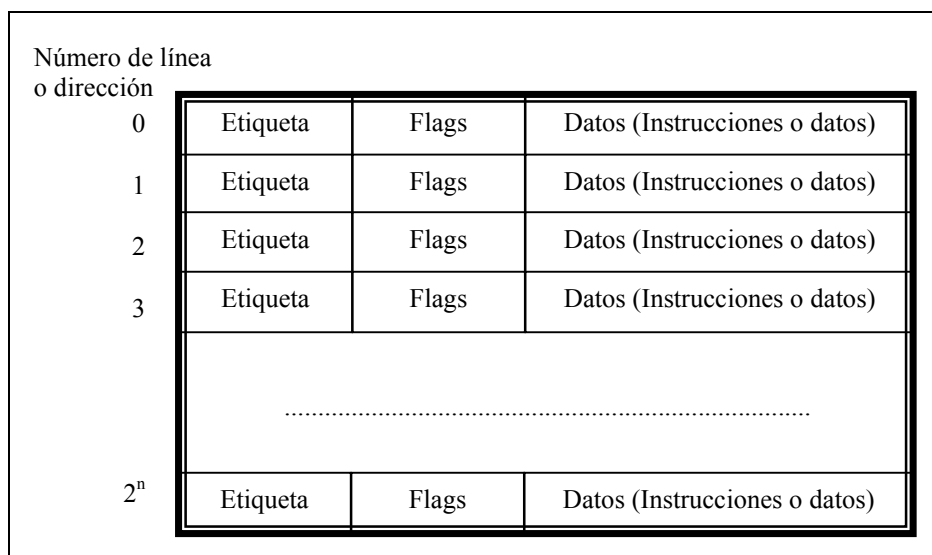 Número de línea
o dirección
0 Etiqueta Flags Datos (Instrucciones o datos)
1 Etiqueta Flags Datos (Instrucciones o datos)
2 Etiqueta Flags Datos (Instrucciones o datos)
3 Etiqueta Flags Datos (Instrucciones o datos)
................................................................................
2ⁿ Etiqueta Flags Datos (Instrucciones o datos)